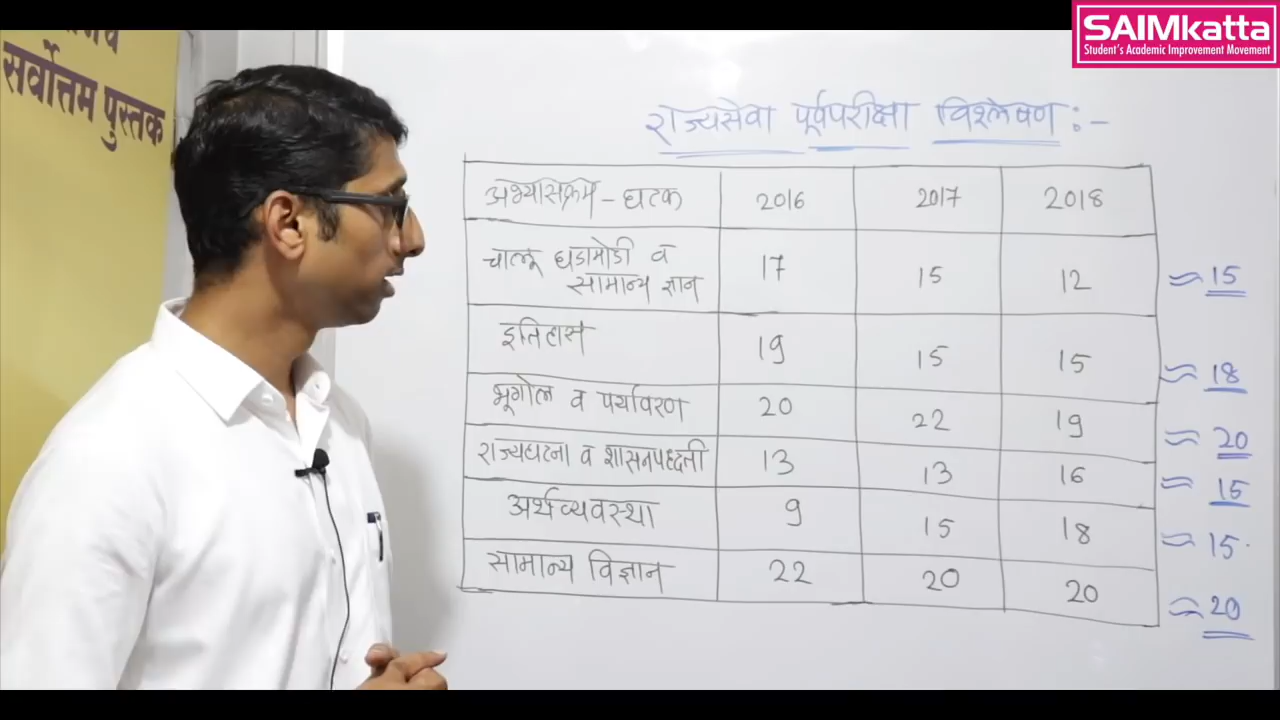 SAIMkatta
Student's Academic Improvement Movement
सर्वोत्तम पुस्तक
राज्यसेवा पूर्वपरीक्षा विश्लेषण :-
अभ्यासक्रम - घटक 2016 2017 2018
चालू घडामोडी व
सामान्य ज्ञान 17 15 12 ≈ 15
इतिहास 19 15 15 ≈ 18
भूगोल व पर्यावरण 20 22 19 ≈ 20
राज्यघटना व शासनपद्धती 13 13 16 ≈ 15
अर्थव्यवस्था 9 15 18 ≈ 15
सामान्य विज्ञान 22 20 20 ≈ 20